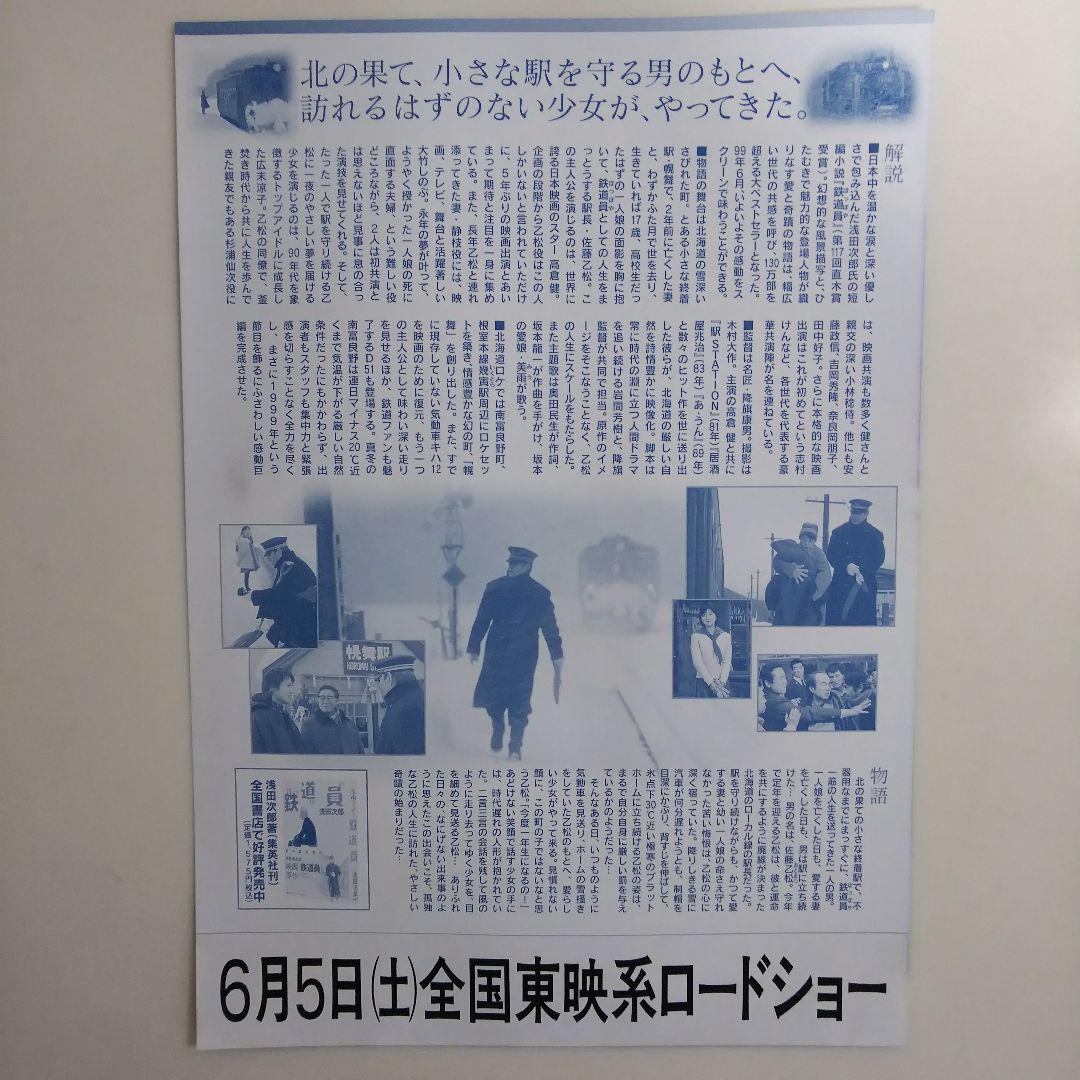 北の果て、小さな駅を守る男のもとへ、
訪れるはずのない少女が、やってきた。
解説
■日本中を温かな涙と深い優し
さで包み込んだ浅田次郎氏の短
編小説『鉄道員』(第117回直木賞
受賞)。幻想的な風景描写と、ひ
たむきで魅力的な登場人物が織
りなす愛と奇蹟の物語は、幅広
い世代の共感を呼び、130万部を
超える大ベストセラーとなった。
99年6月、いよいよその感動をス
クリーンで味わうことができる。
■物語の舞台は北海道の雪深い
さびれた町。とある小さな終着
駅・幌舞で、2年前に亡くした妻
と、わずかふた月で世を去り、
生きていれば17歳、高校生だっ
たはずの一人娘の面影を胸に抱
いて、鉄道員としての人生をま
っとうする駅長・佐藤乙松。こ
の主人公を演じるのは、世界に
誇る日本映画のスター高倉健。
企画の段階から乙松役はこの人
しかいないと言われていただけ
に、5年ぶりの映画出演とあい
まって期待と注目を一身に集め
ている。また、長年乙松と連れ
添ってきた妻・静枝役には、映
画、テレビ、舞台と活躍著しい
大竹しのぶ。永年の夢が叶って、
ようやく授かった一人娘の死に
直面する夫婦、という難しい役
どころながら、2人は初共演と
は思えないほど見事に息の合っ
た演技を見せてくれる。そして、
たった一人で駅を守り続ける乙
松に一夜のやさしい夢を届ける
少女を演じるのは、90年代を象
徴するトップアイドルに成長し
た広末涼子。乙松の同僚で、釜
焚き時代から共に人生を歩んで
きた親友でもある杉浦仙次役に
は、映画共演も数多く健さんと
親交の深い小林稔侍。他にも安
藤政信、吉岡秀隆、奈良岡朋子、
田中好子。さらに本格的な映画
出演はこれが初めてという志村
けんなど、各世代を代表する豪
華共演陣が名を連ねている。
■監督は名匠・降旗康男。撮影は
木村大作。主演の高倉 健と共に
『駅 STATION』(81年)『居酒
屋兆治』(83年)『あ・うん』(89年)
と数々のヒット作を世に送り出
した彼らが、北海道の厳しい自
然を詩情豊かに映像化。脚本は
常に時代の淵に立つ人間ドラマ
を追い続ける岩間芳樹と、降旗
監督が共同で担当。原作のイメ
ージをそこなうことなく、乙松
の人生にスケールをもたらした。
また主題歌は奥田民生が作詞、
坂本龍一が作曲を手がけ、坂本
の愛娘・美雨が歌う。
■北海道ロケでは南富良野町、
根室本線幾寅駅周辺にロケセッ
トを築き、情感豊かな幻の町、「幌
舞」を創り出した。また、すで
に現存していない気動車キハ12
を映画のために復元、もう一つ
の主人公として味わい深い走り
を見せるほか、鉄道ファンも魅
了するD51も登場する。真冬の
南富良野は連日マイナス20℃近
くまで気温が下がる厳しい自然
条件だったにもかかわらず、出
演者もスタッフも集中力と緊張
感を切らすことなく全力を尽く
し、まさに1999年という
節目を飾るにふさわしい感動巨
編を完成させた。
幌舞駅
HOROMAI
物語
北の果ての小さな終着駅で、不
器用なまでにまっすぐに、鉄道員
一筋の人生を送ってきた一人の男。
一人娘を亡くした日も、愛する妻
を亡くした日も、男は駅に立ち続
けた…男の名は、佐藤乙松。今年
で定年を迎える乙松は、彼と運命
を共にするように廃線が決まった
北海道のローカル線の駅長だった。
駅を守り続けながらも、かつて愛
する妻と幼い一人娘の命さえ守れ
なかった苦い悔恨は、乙松の心に
深く宿っていた。降りしきる雪に
汽車が何分遅れようとも、制帽を
目深にかぶり、背すじを伸ばして、
氷点下30℃近い極寒のプラット
ホームに立ち続ける乙松の姿は、
まるで自分自身に厳しい罰を与え
ているかのようだった…
そんなある日、いつものように
気動車を見送り、ホームの雪掻き
をしていた乙松のもとへ、愛らし
い少女がやって来る。見慣れない
顔に、この町の子ではないなと思
う乙松。「今度一年生になるの!」
あどけない笑顔で話す少女の手に
は、時代遅れの人形が抱かれてい
た。二言三言の会話を残して風の
ように走り去ってゆく少女を、目
を細めて見送る乙松…ありふれ
た日々の、なにげない出来事のよ
うに思えたこの出会いこそ、孤独
な乙松の人生に訪れた、やさしい
奇蹟の始まりだった…
鉄道員
浅田次郎
浅田次郎著(集英社刊)
全国書店で好評発売中
(定価1,575円税込)
6月5日(土)全国東映系ロードショー